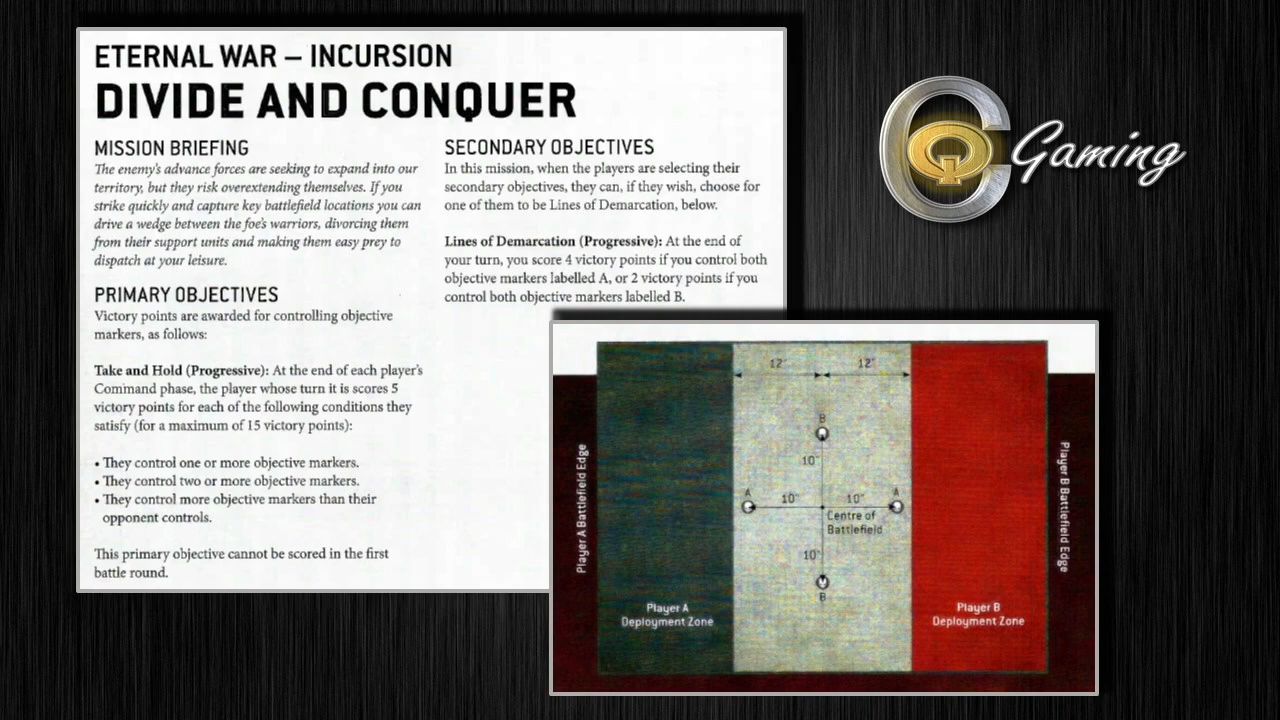 ETERNAL WAR – INCURSION
DIVIDE AND CONQUER
MISSION BRIEFING
The enemy's advance forces are seeking to expand into our
territory, but they risk overextending themselves. If you
strike quickly and capture key battlefield locations you can
drive a wedge between the foe's warriors, divorcing them
from their support units and making them easy prey to
dispatch at your leisure.
PRIMARY OBJECTIVES
Victory points are awarded for controlling objective
markers, as follows:
Take and Hold (Progressive): At the end of each player's
Command phase, the player whose turn it is scores 5
victory points for each of the following conditions they
satisfy (for a maximum of 15 victory points):
• They control one or more objective markers.
• They control two or more objective markers.
• They control more objective markers than their
opponent controls.
This primary objective cannot be scored in the first
battle round.
SECONDARY OBJECTIVES
In this mission, when the players are selecting their
secondary objectives, they can, if they wish, choose for
one of them to be Lines of Demarcation, below.
Lines of Demarcation (Progressive): At the end of
your turn, you score 4 victory points if you control both
objective markers labelled A, or 2 victory points if you
control both objective markers labelled B.
Gaming
12" 12"
B
10"
A 10" 10" A
Centre of
Battlefield
10"
B
Player A Battlefield Edge
Player B Battlefield Edge
Player A
Deployment Zone
Player B
Deployment Zone